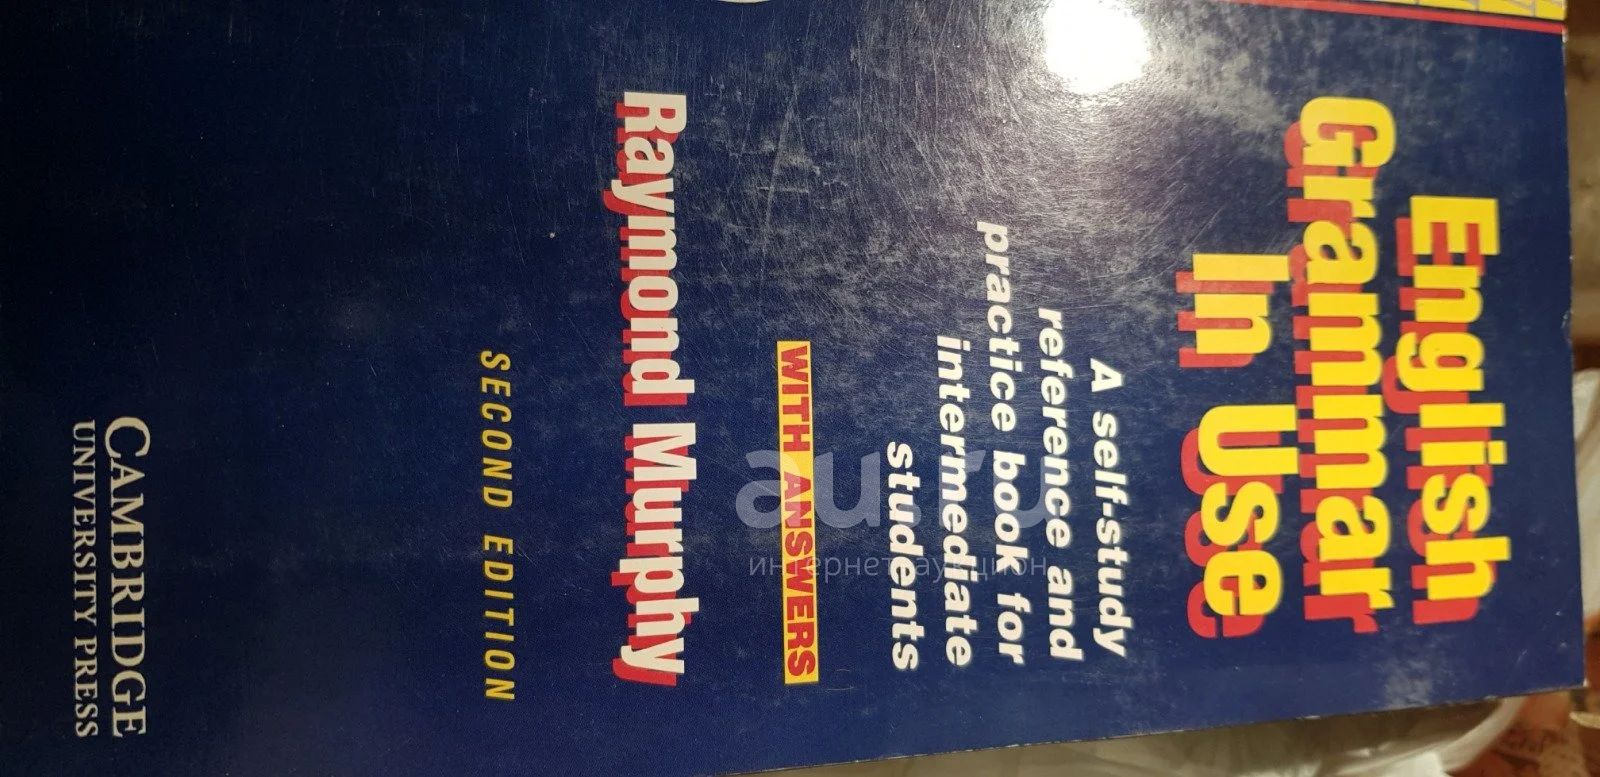 English
Grammar
In Use
A self-study
reference and
practice book for
intermediate
students
WITH ANSWERS
Raymond Murphy
SECOND EDITION
CAMBRIDGE
UNIVERSITY PRESS
au.ru
интернет-аукцион